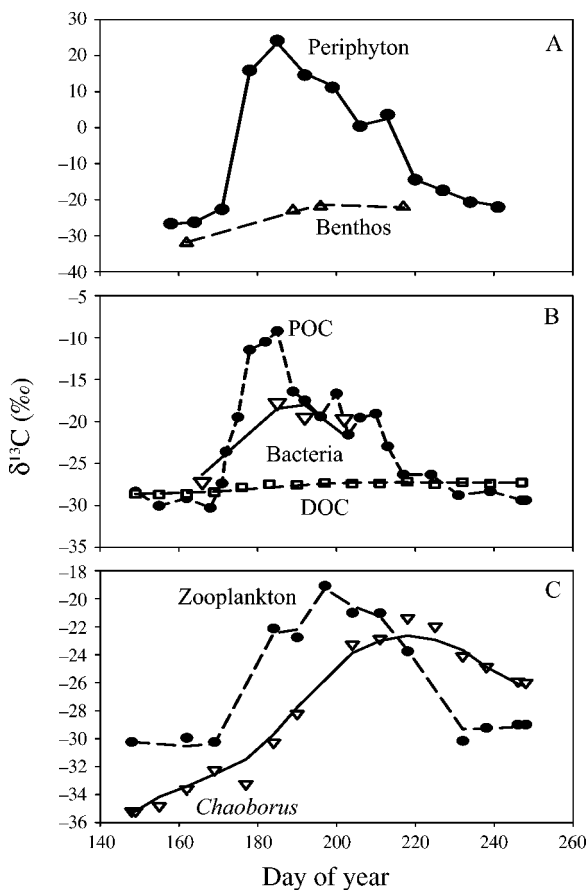 30
20
10
0
−10
−20
−30
−40
Periphyton
A
Benthos
−5
−10
−15
−20
−25
−30
−35
POC
B
Bacteria
DOC
δ¹³C (‰)
−18
−20
−22
−24
−26
−28
−30
−32
−34
−36
Zooplankton
C
Chaoborus
140 160 180 200 220 240 260
Day of year